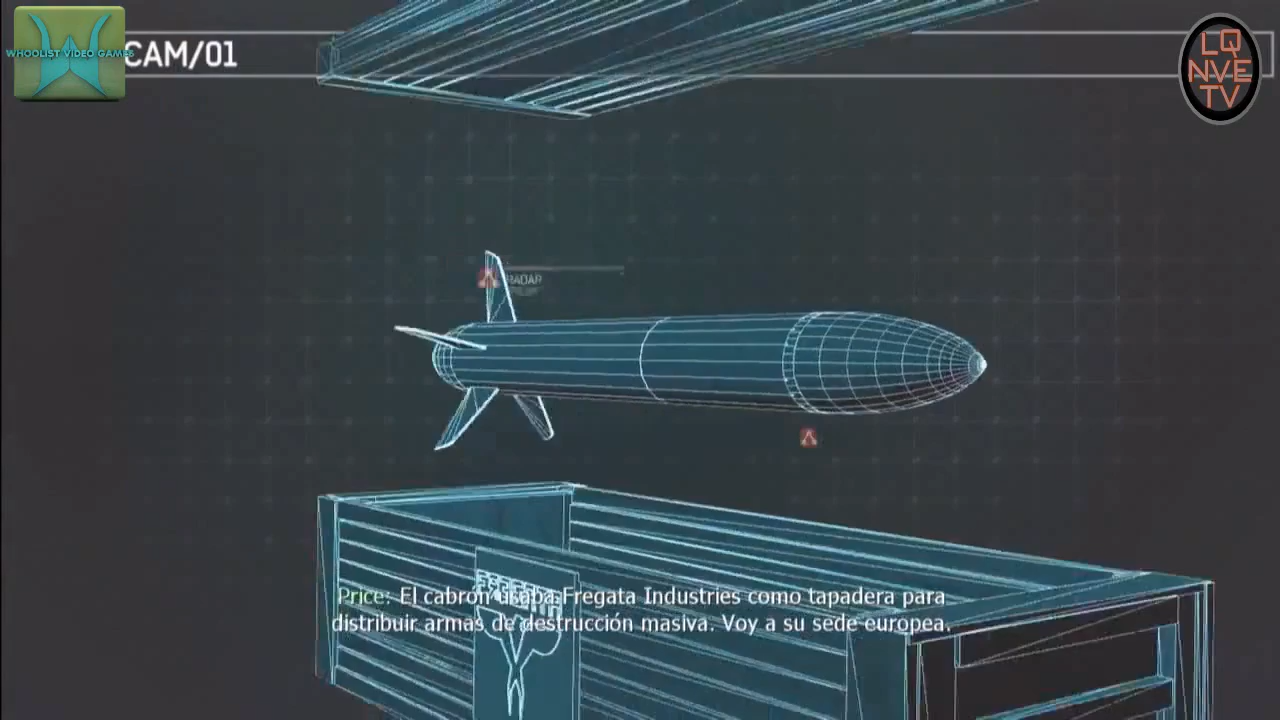 WHOOLIST VIDEO GAMES
CAM/01
LQ
NVE
TV
RADAR
Price: El cabrón usaba Fregata Industries como tapadera para
distribuir armas de destrucción masiva. Voy a su sede europea.